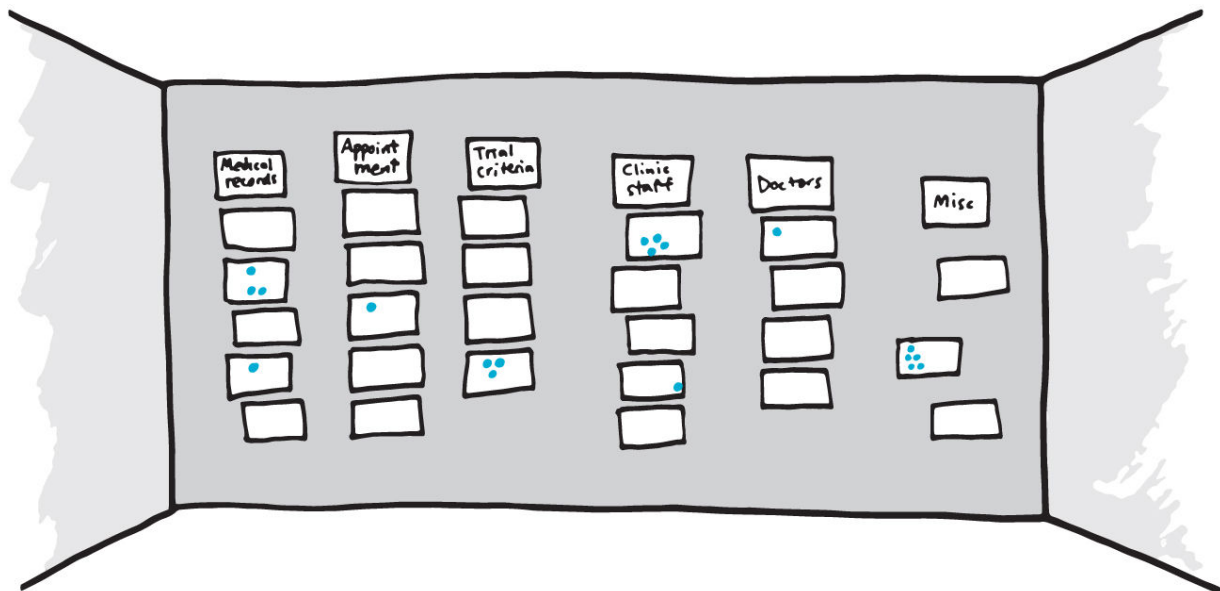 Medical
records
Appoint
ment
Trial
criteria
Clinic
staff
Doctors
Misc